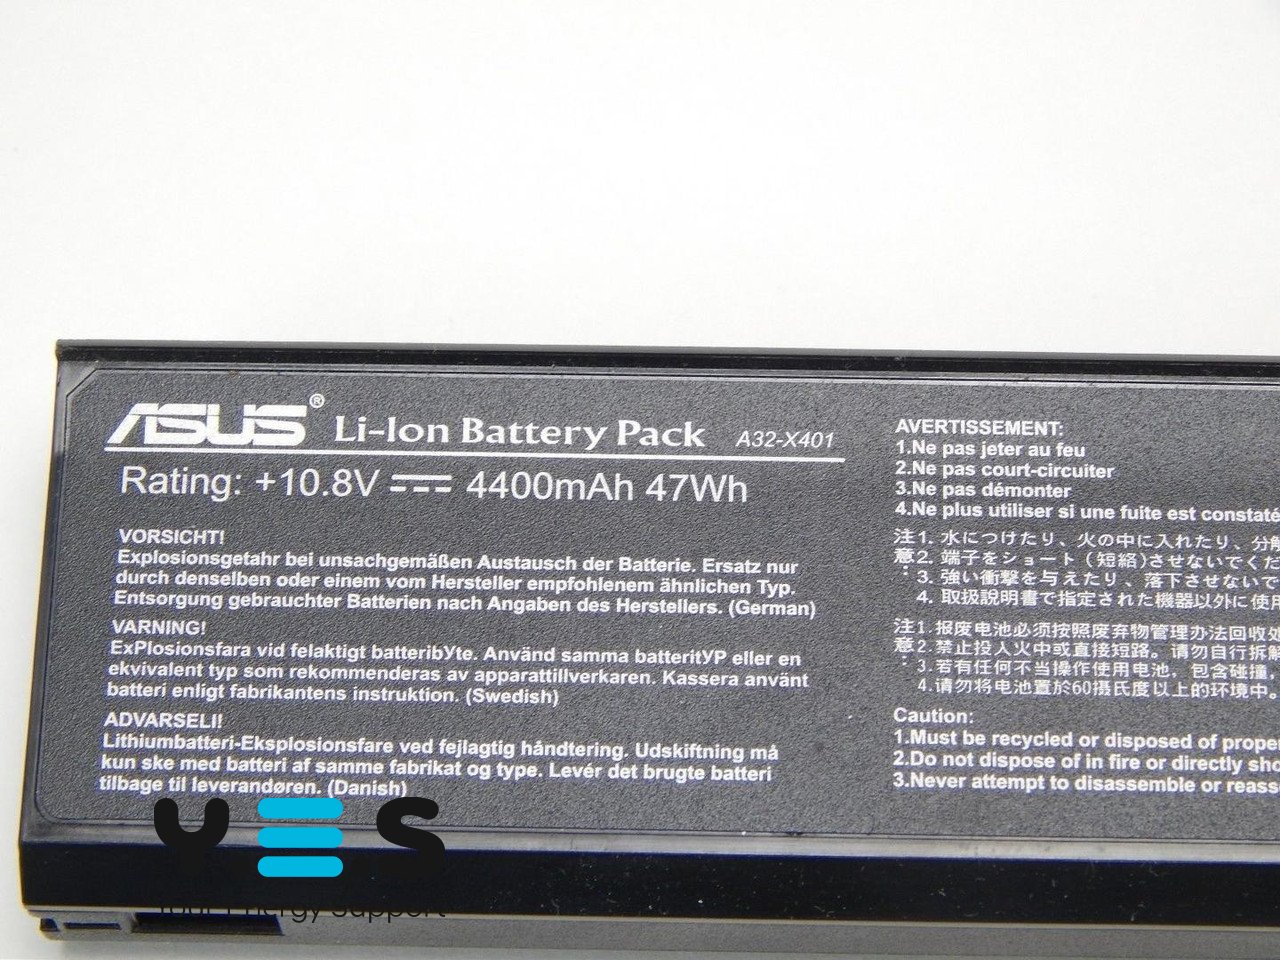 ASUS® Li-Ion Battery Pack A32-X401
Rating: +10.8V 4400mAh 47Wh
VORSICHT!
Explosionsgetahr bei unsachgemäßen Austausch der Batterie. Ersatz nur
durch denselben oder einem vom Hersteller empfohlenem ähnlichen Typ.
Entsorgung gebrauchter Batterien nach Angaben des Herstellers. (German)
VARNING!
ExPlosionsfara vid felaktigt batteribYte. Använd samma batteritYP eller en
ekvivalent typ som rekommenderas av apparattillverkaren. Kassera använt
batteri enligt fabrikantens instruktion. (Swedish)
ADVARSELI!
Lithiumbatteri-Eksplosionsfare ved fejlagtig håndtering. Udskiftning må
kun ske med batteri af samme fabrikat og type. Levér det brugte batteri
tilbage til leverandøren. (Danish)
AVERTISSEMENT:
1.Ne pas jeter au feu
2.Ne pas court-circuiter
3.Ne pas démonter
4.Ne plus utiliser si une fuite est constaté
注意:
1. 水につけたり、火の中に入れたり、分解
2. 端子をショート(短絡)させないでくだ
3. 強い衝撃を与えたり、落下させないで
4. 取扱説明書で指定された機器以外に使用
注意:
1.报废电池必须按照废弃物管理办法回收处
2.禁止投入火中或直接短路。请勿自行拆解
3.若有任何不当操作使用电池，包含碰撞，
4.请勿将电池置於60攝氏度以上的环境中。
Caution:
1.Must be recycled or disposed of prope
2.Do not dispose of in fire or directly sho
3.Never attempt to disassemble or reass
YES
Your Energy Support